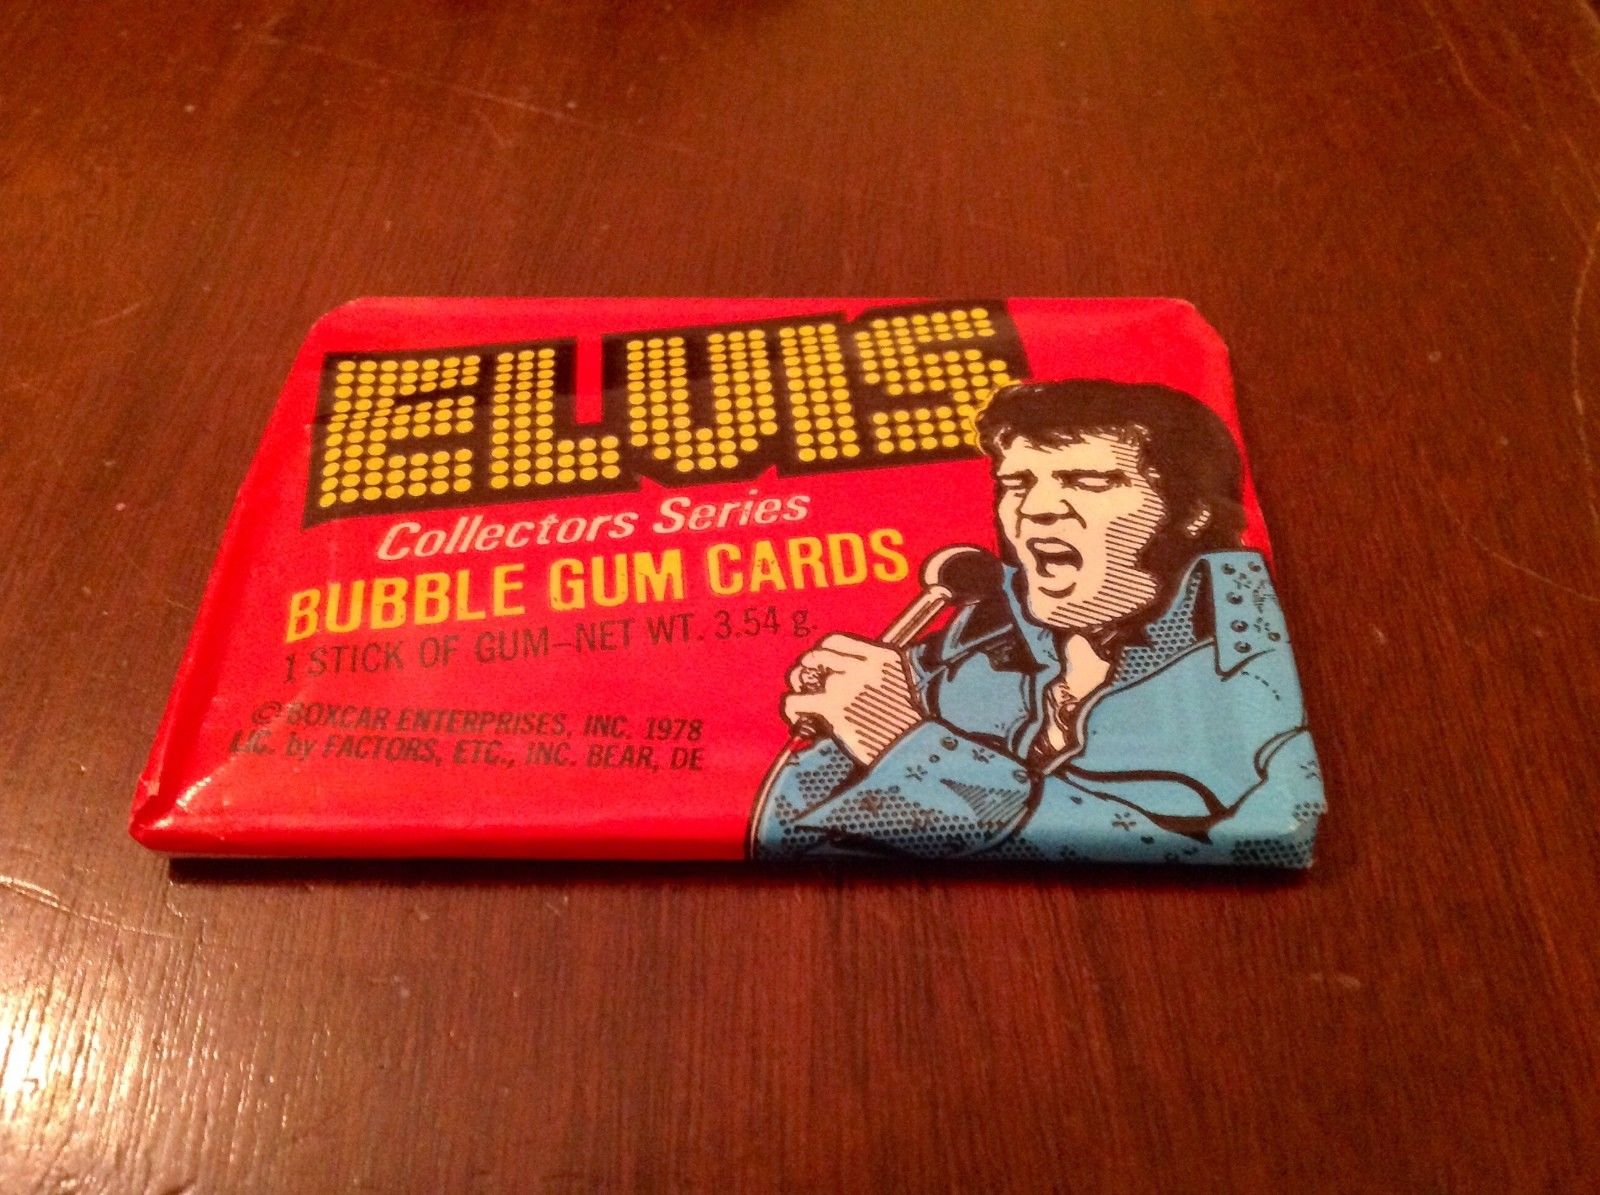 ELVIS
Collectors Series
BUBBLE GUM CARDS
1 STICK OF GUM–NET WT. 3.54 g.
© BOXCAR ENTERPRISES, INC. 1978
LIC. by FACTORS, ETC., INC. BEAR, DE